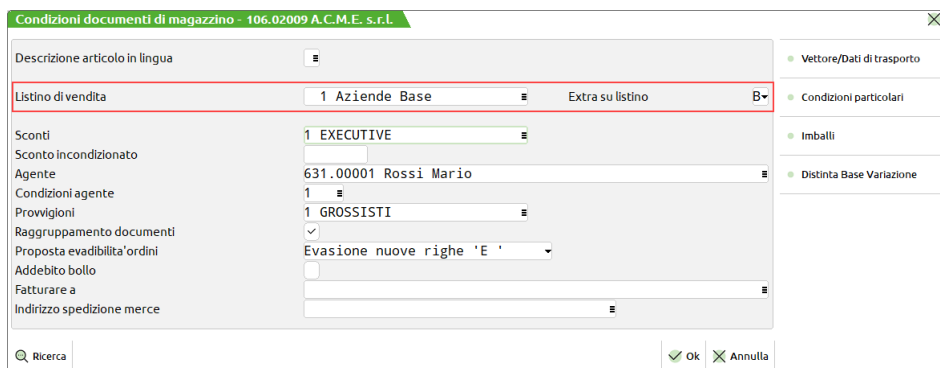 Condizioni documenti di magazzino - 106.02009 A.C.M.E. s.r.l.
Descrizione articolo in lingua
Vettore/Dati di trasporto
Listino di vendita 1 Aziende Base Extra su listino B
Condizioni particolari
Sconti 1 EXECUTIVE
Imballi
Sconto incondizionato
Agente 631.00001 Rossi Mario
Distinta Base Variazione
Condizioni agente 1
Provvigioni 1 GROSSISTI
Raggruppamento documenti
Proposta evadibilita'ordini Evasione nuove righe 'E '
Addebito bollo
Fatturare a
Indirizzo spedizione merce
Ricerca Ok Annulla